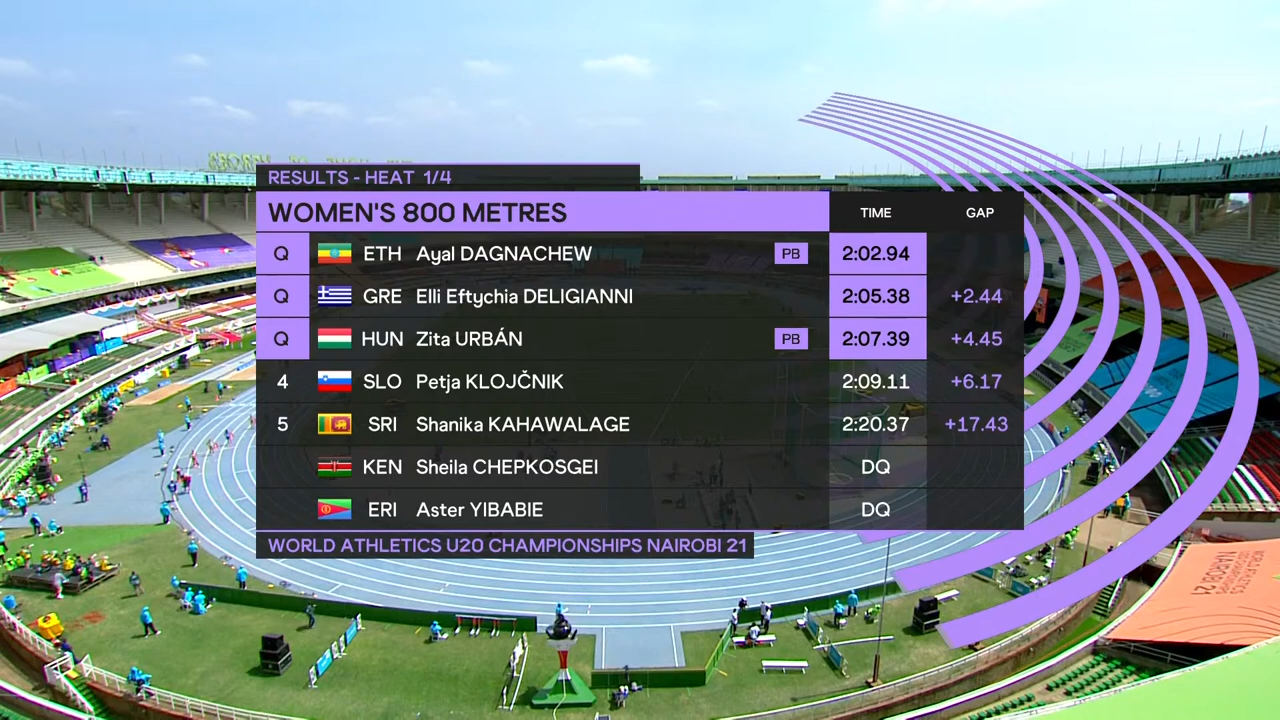 RESULTS - HEAT 1/4
WOMEN'S 800 METRES TIME GAP
Q ETH Ayal DAGNACHEW PB 2:02.94
Q GRE Elli Eftychia DELIGIANNI 2:05.38 +2.44
Q HUN Zita URBÁN PB 2:07.39 +4.45
4 SLO Petja KLOJČNIK 2:09.11 +6.17
5 SRI Shanika KAHAWALAGE 2:20.37 +17.43
KEN Sheila CHEPKOSGEI DQ
ERI Aster YIBABIE DQ
WORLD ATHLETICS U20 CHAMPIONSHIPS NAIROBI 21
NAIROBI 21